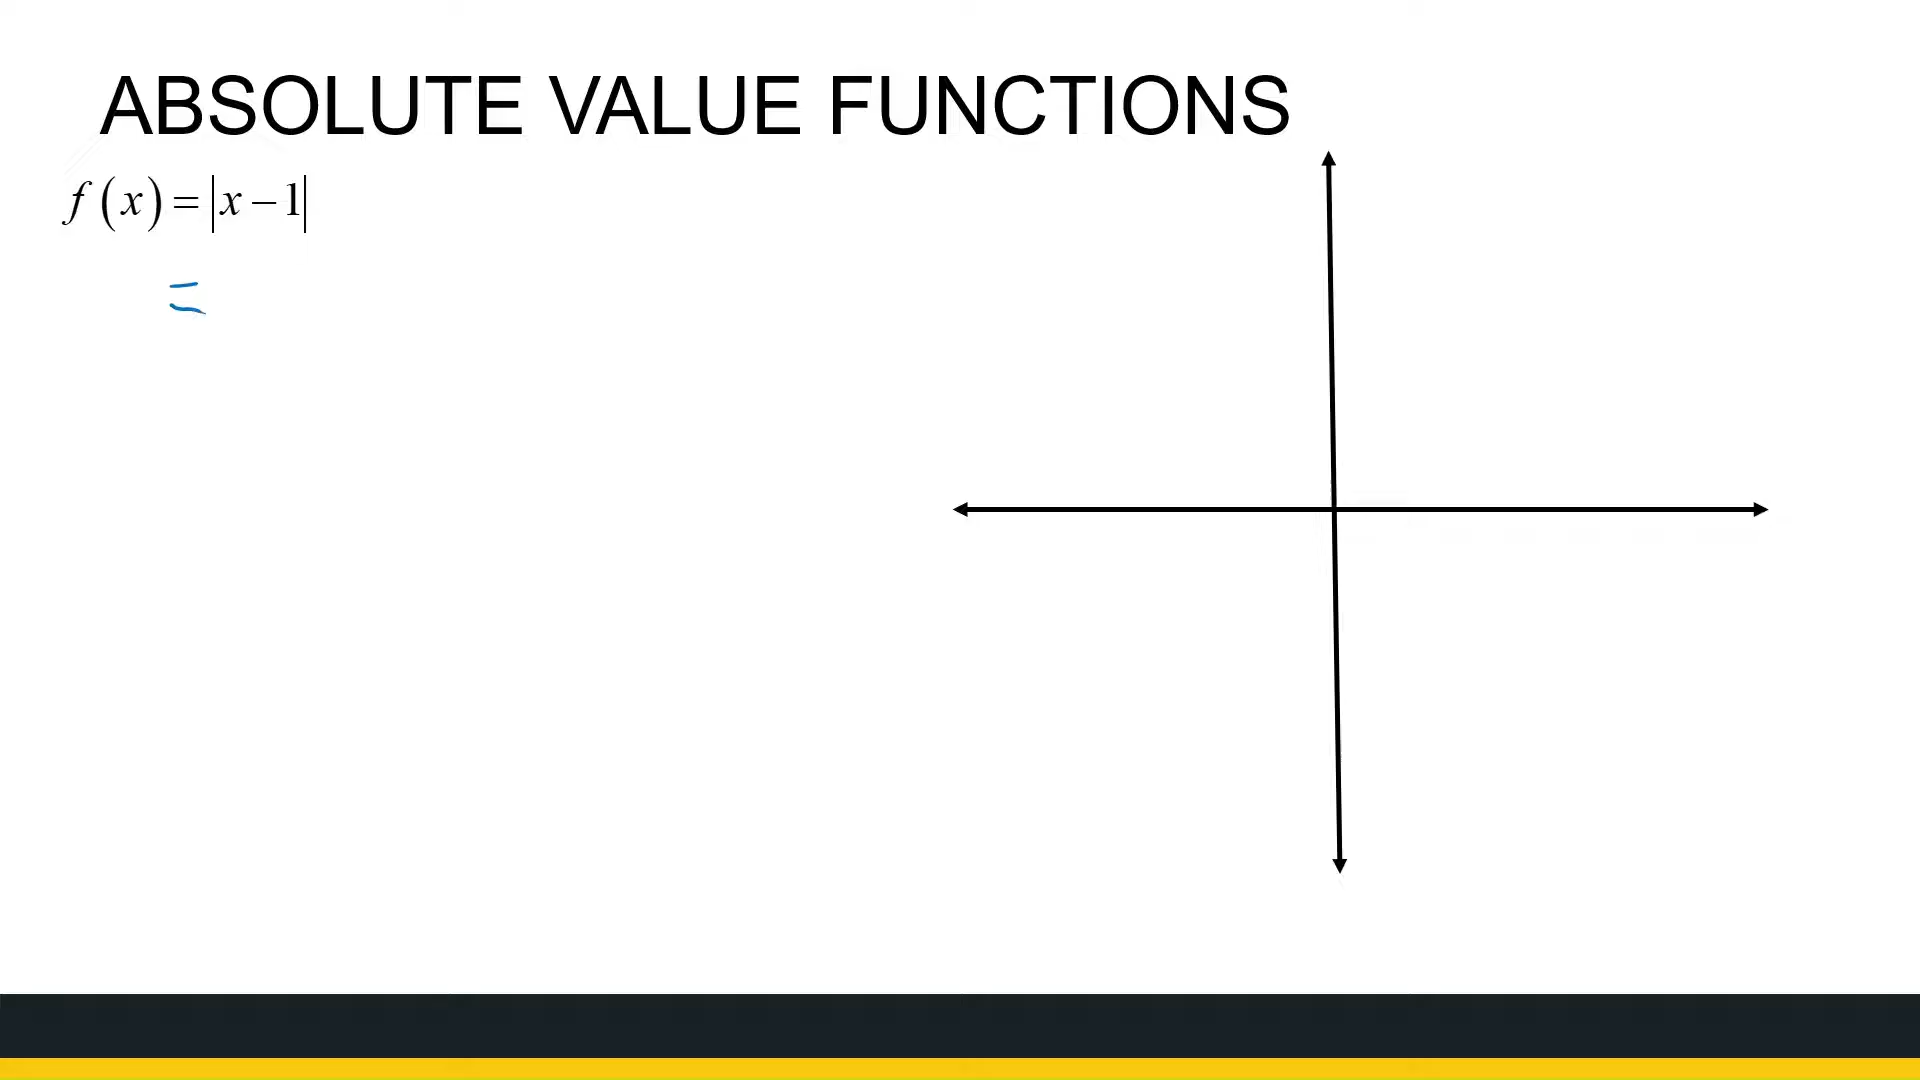 ABSOLUTE VALUE FUNCTIONS
f(x)=|x−1|
=